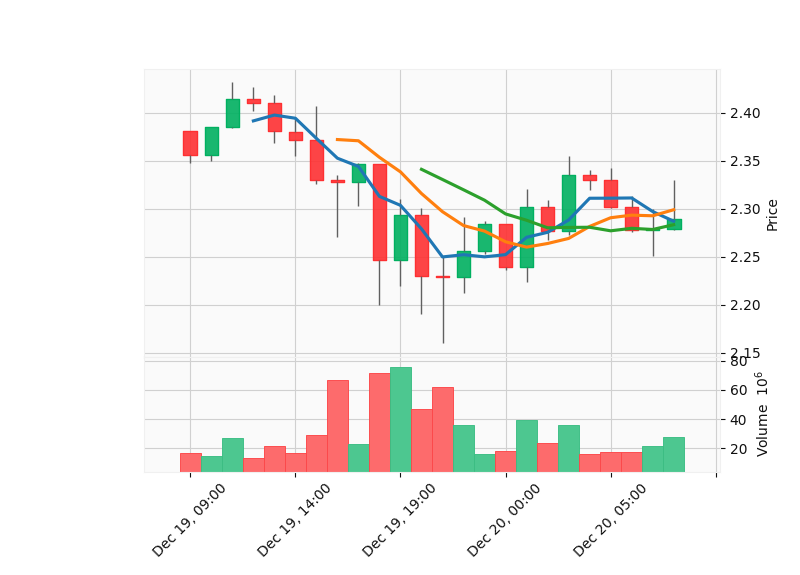 2.40
2.35
2.30
2.25
2.20
2.15
Price
80
60
40
20
Volume 10^6
Dec 19, 09:00
Dec 19, 14:00
Dec 19, 19:00
Dec 20, 00:00
Dec 20, 05:00